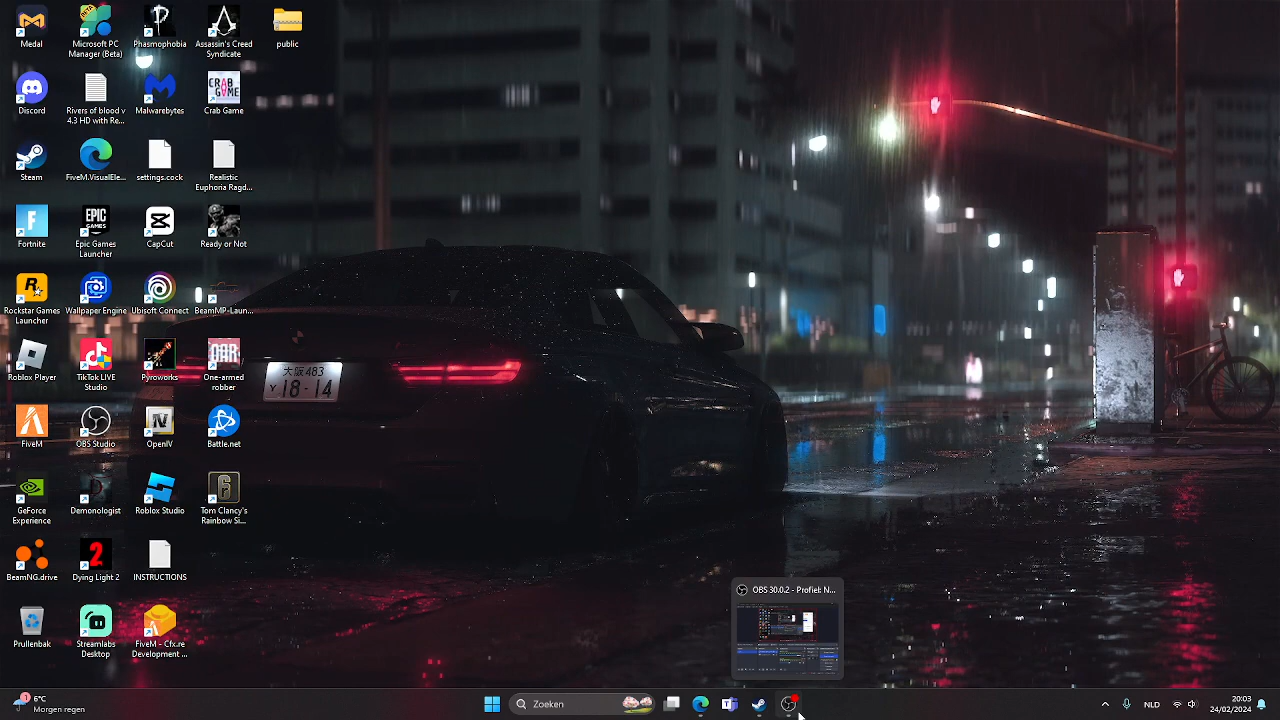 Medal
Microsoft PC
Manager (Beta)
Phasmophobia
Assassin's Creed
Syndicate
public
Discord
Rivers of blood v
4.3 HD with Re...
Malwarebytes
CRAB
GAME
Crab Game
Steam
FiveM.VisualEle...
settings.cock
Realistic
Euphoria Ragd...
Fortnite
EPIC
GAMES
Epic Games
Launcher
CapCut
Ready or Not
Rockstar Games
Launcher
Wallpaper Engine
Ubisoft Connect
BeamMP-Laun...
Roblox Player
TikTok LIVE
Studio
Pyroworks
OAR
One-armed
robber
大阪 483
Y 18-14
FiveM
OBS Studio
OpenIV
Battle.net
GeForce
Experience
Demonologist
Roblox Studio
Tom Clancy's
Rainbow Si...
BeamNG.drive
2
Dying Light 2
INSTRUCTIONS
Prullenbak
Streamlabs
FiveM - Cfx.re
Development ...
OBS 30.0.2 - Profiel: N...
1
5°C
Morgen regen
Zoeken
NLD
20:03
24/02/2024